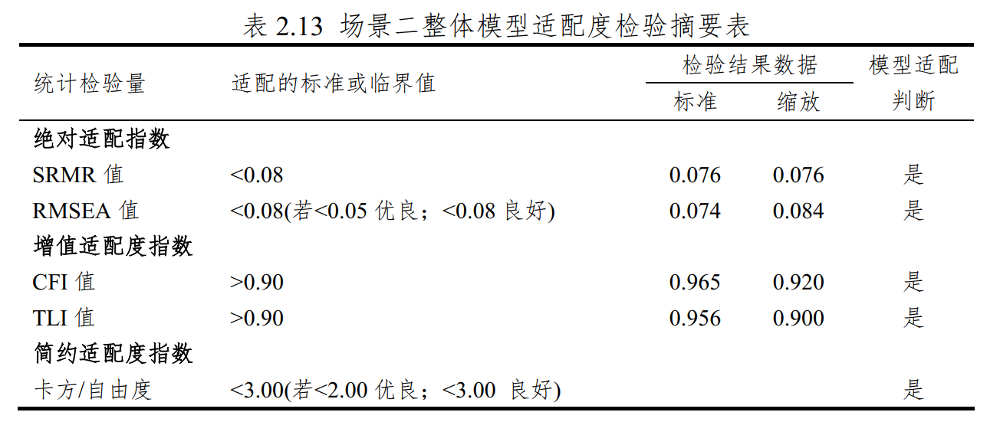 表 2.13 场景二整体模型适配度检验摘要表
统计检验量 适配的标准或临界值 检验结果数据 模型适配判断
标准 缩放
绝对适配指数
SRMR 值 <0.08 0.076 0.076 是
RMSEA 值 <0.08(若<0.05 优良；<0.08 良好) 0.074 0.084 是
增值适配度指数
CFI 值 >0.90 0.965 0.920 是
TLI 值 >0.90 0.956 0.900 是
简约适配度指数
卡方/自由度 <3.00(若<2.00 优良；<3.00 良好) 是